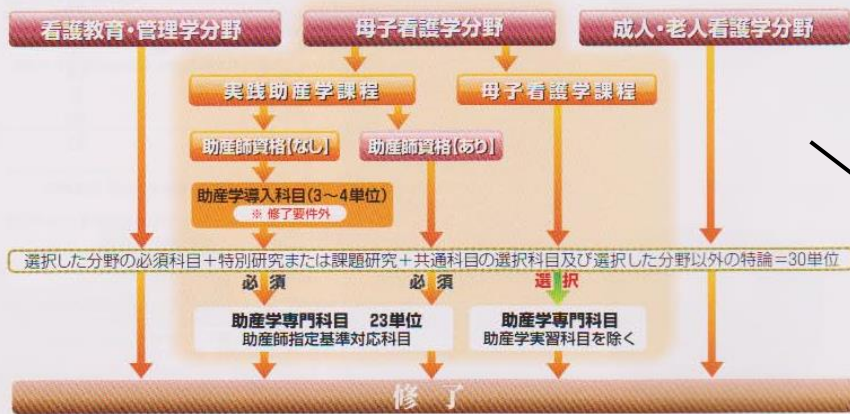 看護教育・管理学分野
母子看護学分野
成人・老人看護学分野
実践助産学課程
母子看護学課程
助産師資格【なし】
助産師資格【あり】
助産学導入科目(3〜4単位)
※ 修了要件外
選択した分野の必須科目＋特別研究または課題研究＋共通科目の選択科目及び選択した分野以外の特論＝30単位
必須
必須
選択
助産学専門科目　23単位
助産師指定基準対応科目
助産学専門科目
助産学実習科目を除く
修了